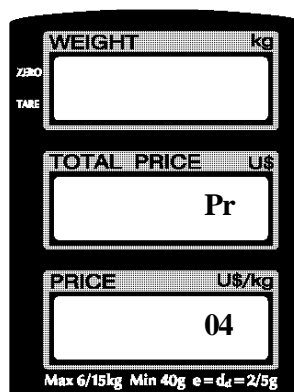 WEIGHT kg
ZERO
TARE
TOTAL PRICE U$
Pr
PRICE U$/kg
04
Max 6/15kg Min 40g e=dd=2/5g